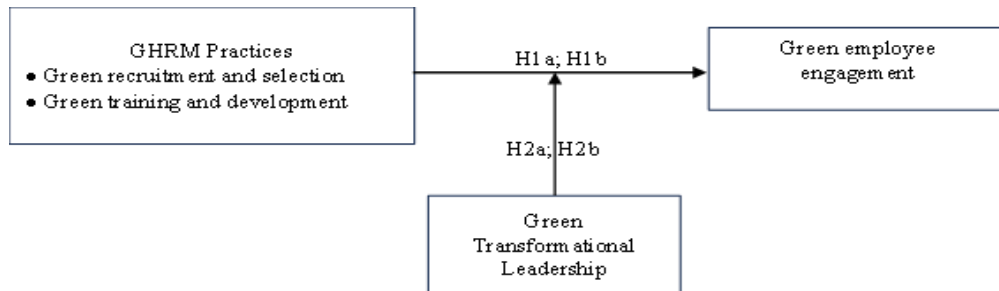 GHRM Practices
● Green recruitment and selection
● Green training and development
H1a; H1b
Green employee
engagement
H2a; H2b
Green
Transformational
Leadership